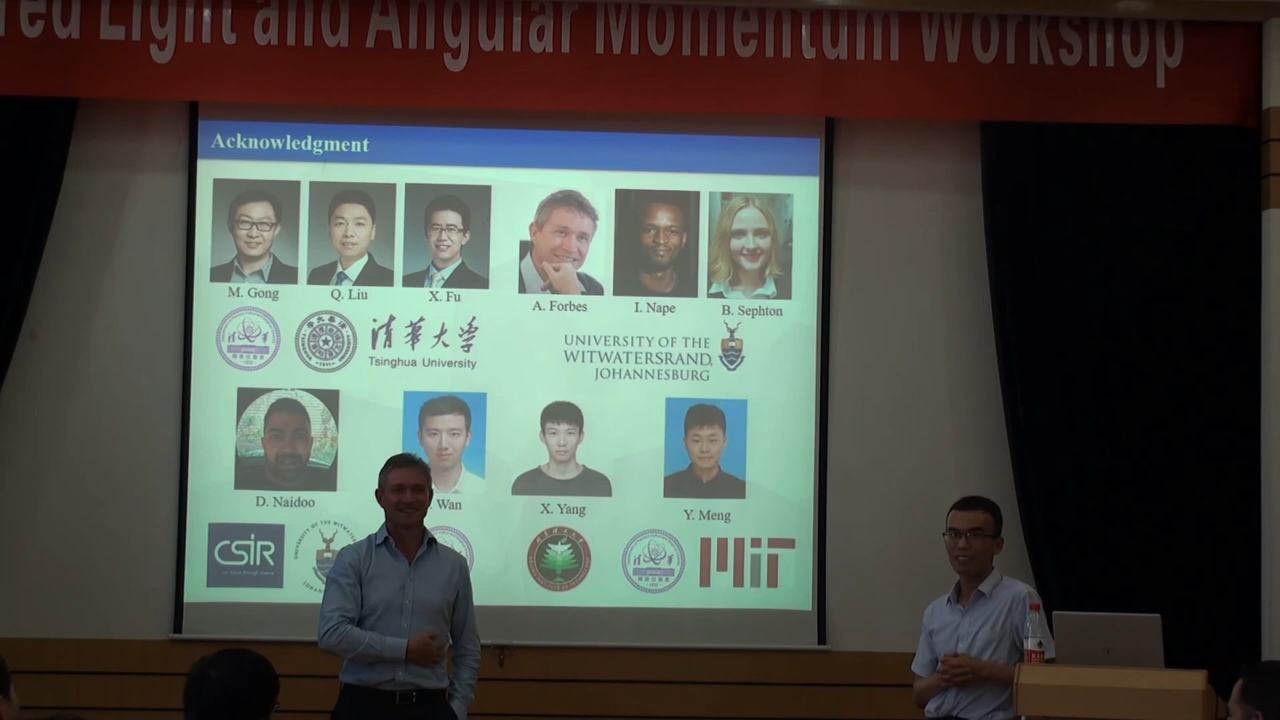 red Light and Angular Momentum Workshop
Acknowledgment
M. Gong
Q. Liu
X. Fu
A. Forbes
I. Nape
B. Sephton
清華大学
Tsinghua University
UNIVERSITY OF THE
WITWATERSRAND,
JOHANNESBURG
D. Naidoo
Wan
X. Yang
Y. Meng
CSIR
MIT